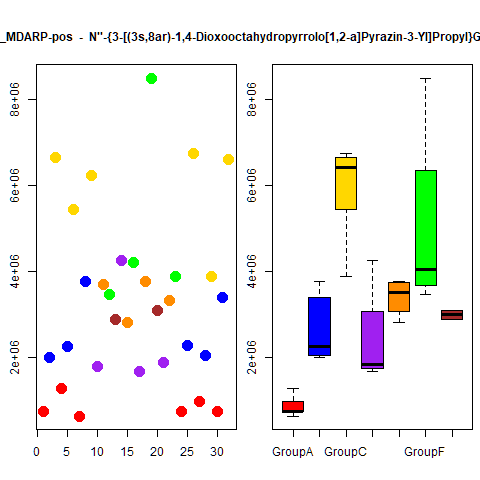 _MDARP-pos - N"-{3-[(3s,8ar)-1,4-Dioxooctahydropyrrolo[1,2-a]Pyrazin-3-Yl]Propyl}G
8e+06 8e+06
6e+06 6e+06
4e+06 4e+06
2e+06 2e+06
0 5 10 15 20 25 30 GroupA GroupC GroupF